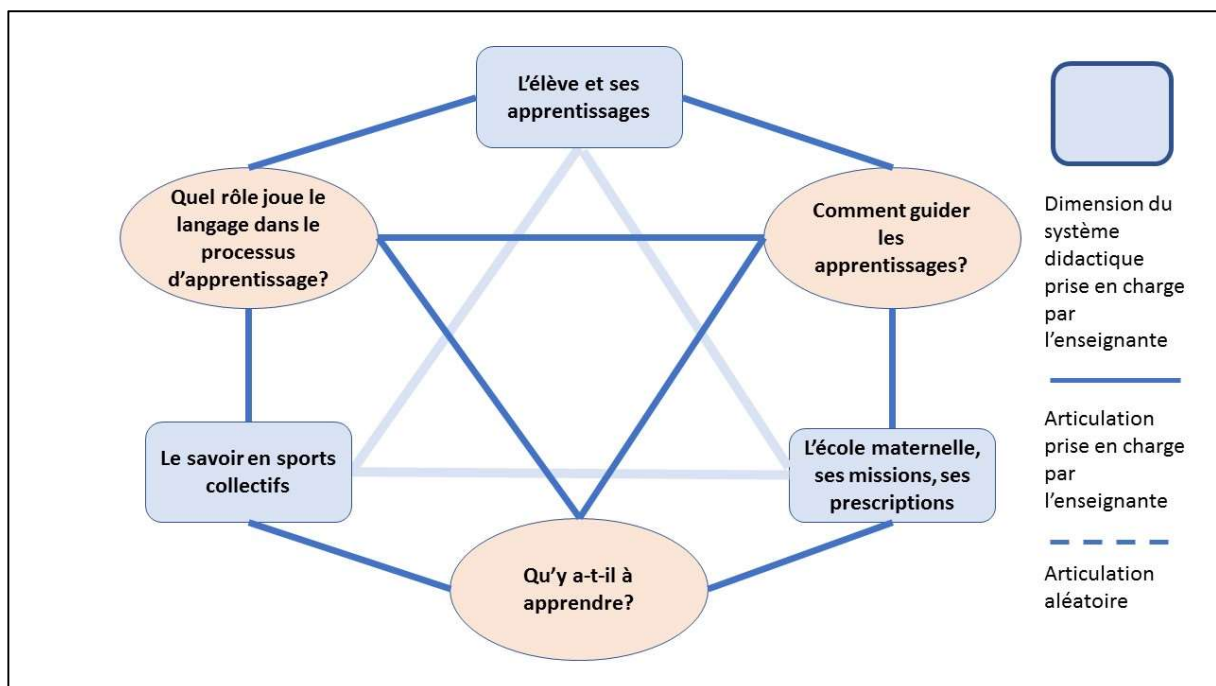 L'élève et ses
apprentissages
Quel rôle joue le
langage dans le
processus
d'apprentissage?
Comment guider
les
apprentissages?
Le savoir en sports
collectifs
L'école maternelle,
ses missions, ses
prescriptions
Qu'y a-t-il à
apprendre?
Dimension du
système
didactique
prise en charge
par
l'enseignante
Articulation
prise en charge
par
l'enseignante
Articulation
aléatoire